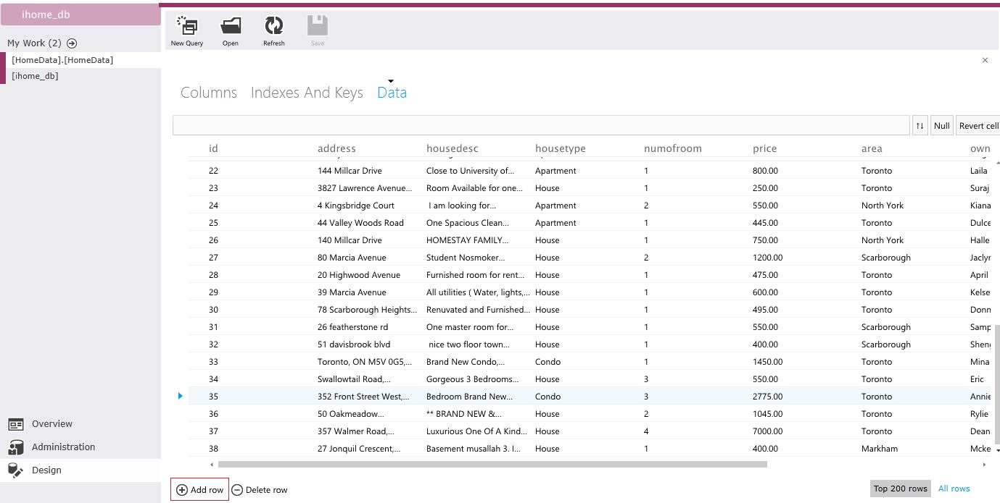 ihome_db
My Work (2)
[HomeData].[HomeData]
[ihome_db]
New Query Open Refresh Save
Columns Indexes And Keys Data
↑↓ Null Revert cell
id address housedesc housetype numofroom price area own
22 144 Millcar Drive Close to University of... Apartment 1 800.00 Toronto Laila
23 3827 Lawrence Avenue... Room Available for one... House 1 250.00 Toronto Suraj
24 4 Kingsbridge Court I am looking for... Apartment 2 550.00 North York Kiana
25 44 Valley Woods Road One Spacious Clean... Apartment 1 445.00 Toronto Dulce
26 140 Millcar Drive HOMESTAY FAMILY... House 1 750.00 North York Halle
27 80 Marcia Avenue Student Nosmoker... House 2 1200.00 Scarborough Jaclyn
28 20 Highwood Avenue Furnished room for rent... House 1 475.00 Toronto April
29 39 Marcia Avenue All utilities ( Water, lights,... House 1 600.00 Toronto Kelse
30 78 Scarborough Heights... Renuvated and Furnished... House 1 495.00 Toronto Donn
31 26 featherstone rd One master room for... House 1 550.00 Scarborough Samp
32 51 davisbrook blvd nice two floor town... House 1 400.00 Scarborough Sheng
33 Toronto, ON M5V 0G5,... Brand New Condo,... Condo 1 1450.00 Toronto Mina
34 Swallowtail Road,... Gorgeous 3 Bedrooms... House 3 550.00 Toronto Eric
35 352 Front Street West,... Bedroom Brand New... Condo 3 2775.00 Toronto Annie
36 50 Oakmeadow... ** BRAND NEW &... House 2 1045.00 Toronto Rylie
37 357 Walmer Road,... Luxurious One Of A Kind... House 4 7000.00 Toronto Dean
38 27 Jonquil Crescent,... Basement musallah 3. I... House 1 400.00 Markham Mcke
Overview
Administration
Design
Add row Delete row Top 200 rows All rows